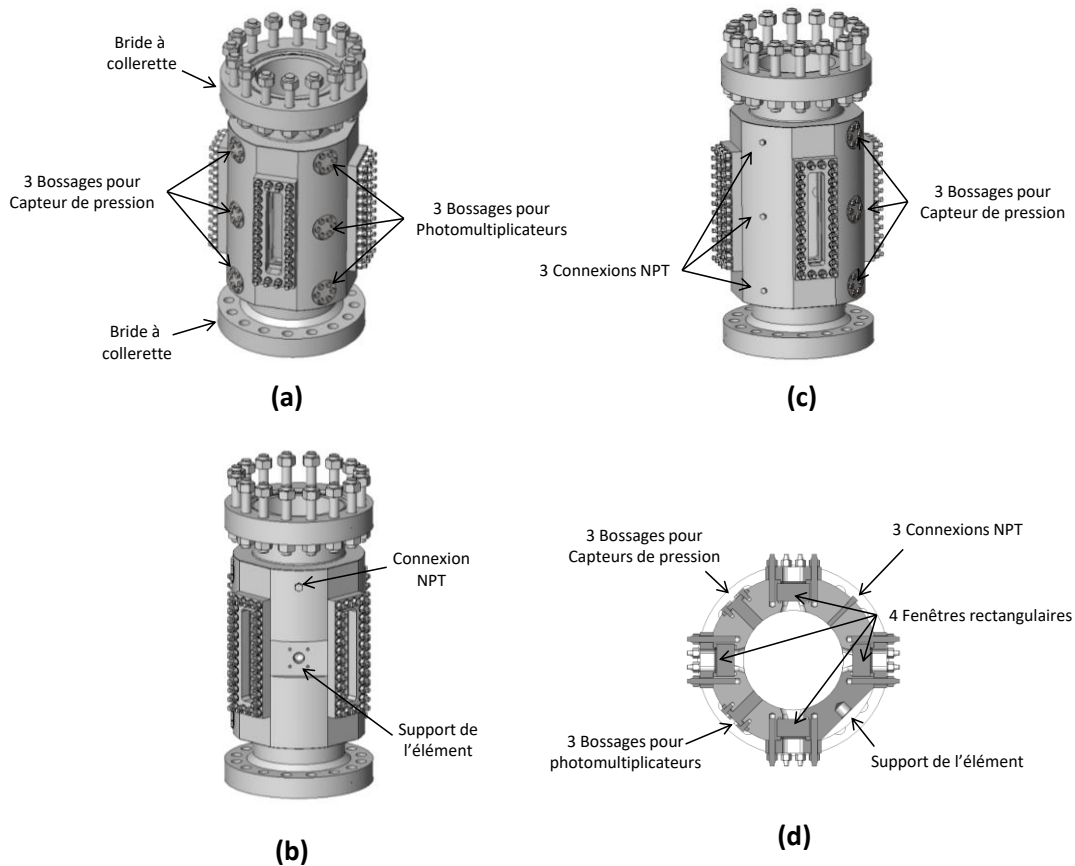 Bride à
collerette
3 Bossages pour
Capteur de pression
3 Bossages pour
Photomultiplicateurs
Bride à
collerette
(a)
3 Bossages pour
Capteur de pression
3 Connexions NPT
(c)
Connexion
NPT
Support de
l'élément
(b)
3 Bossages pour
Capteurs de pression
3 Connexions NPT
4 Fenêtres rectangulaires
3 Bossages pour
photomultiplicateurs
Support de l'élément
(d)